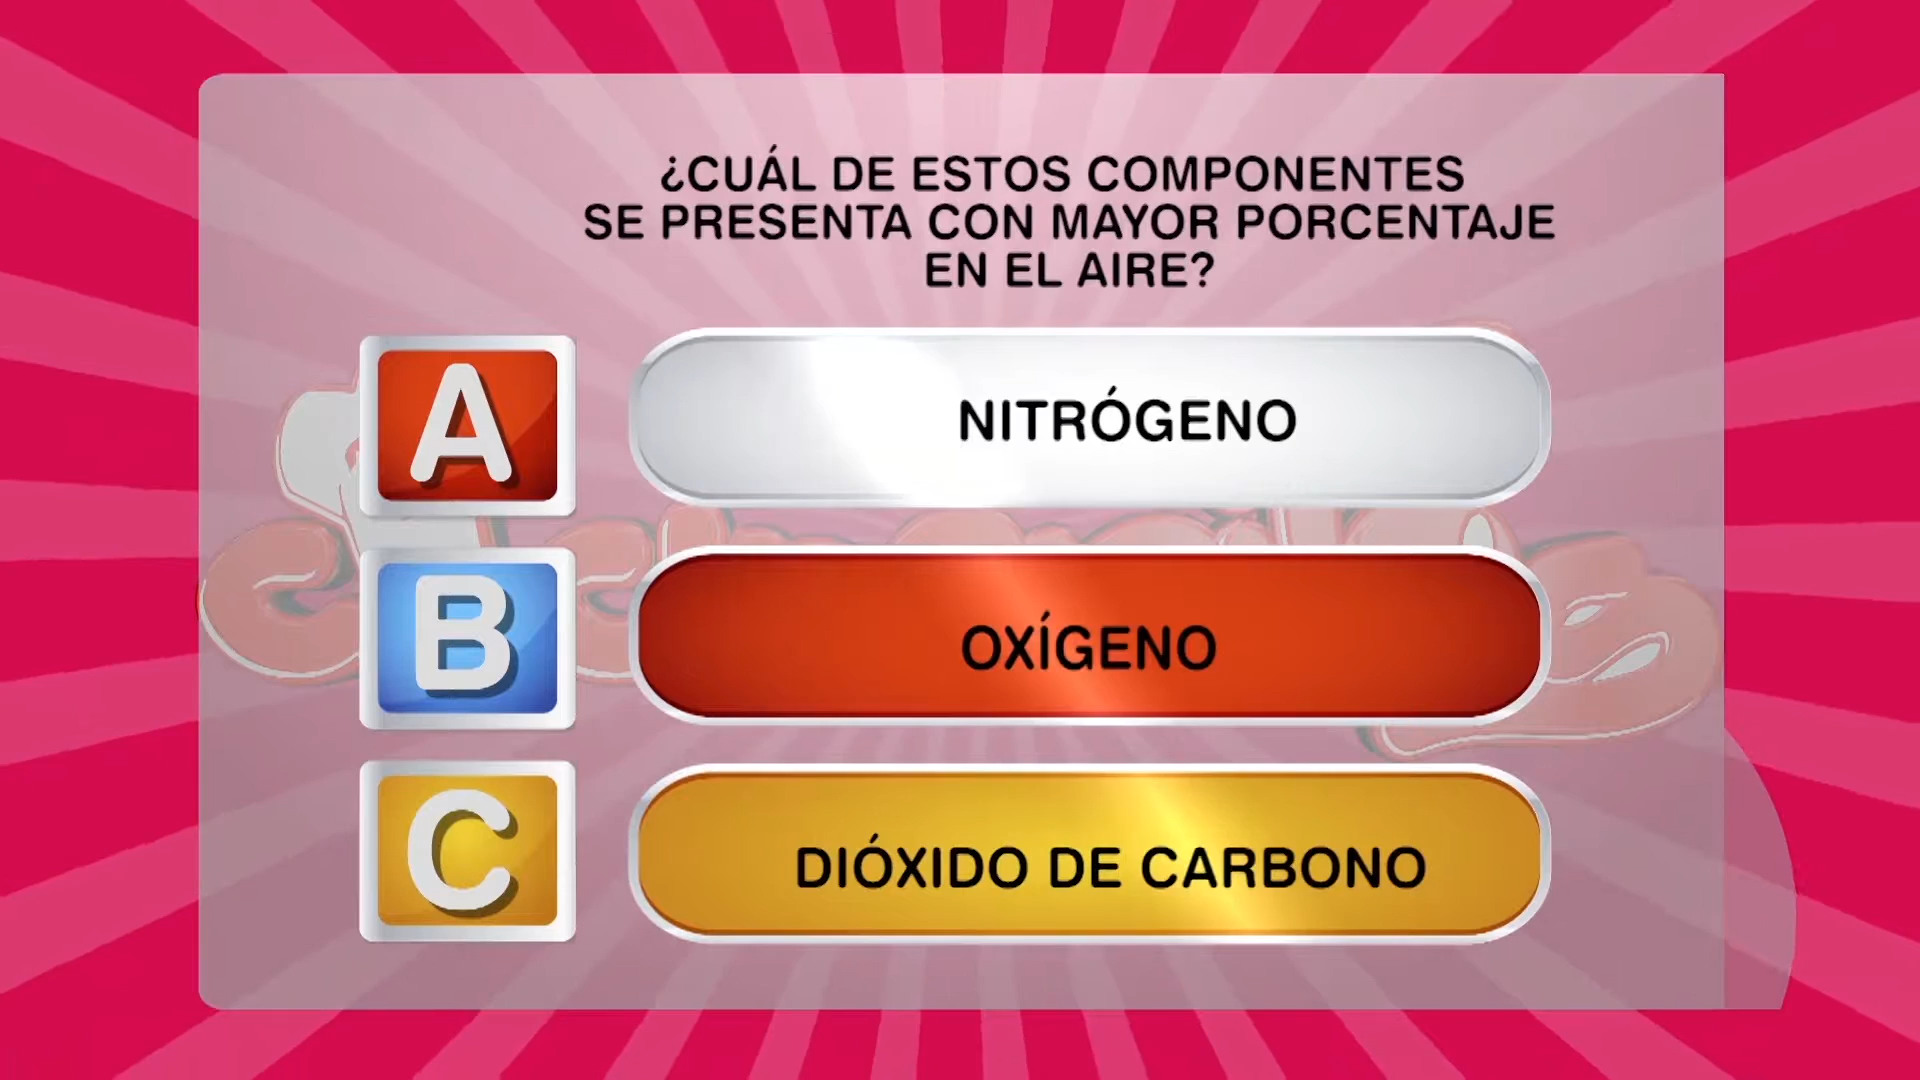 ¿CUÁL DE ESTOS COMPONENTES
SE PRESENTA CON MAYOR PORCENTAJE
EN EL AIRE?
A NITRÓGENO
B OXÍGENO
C DIÓXIDO DE CARBONO